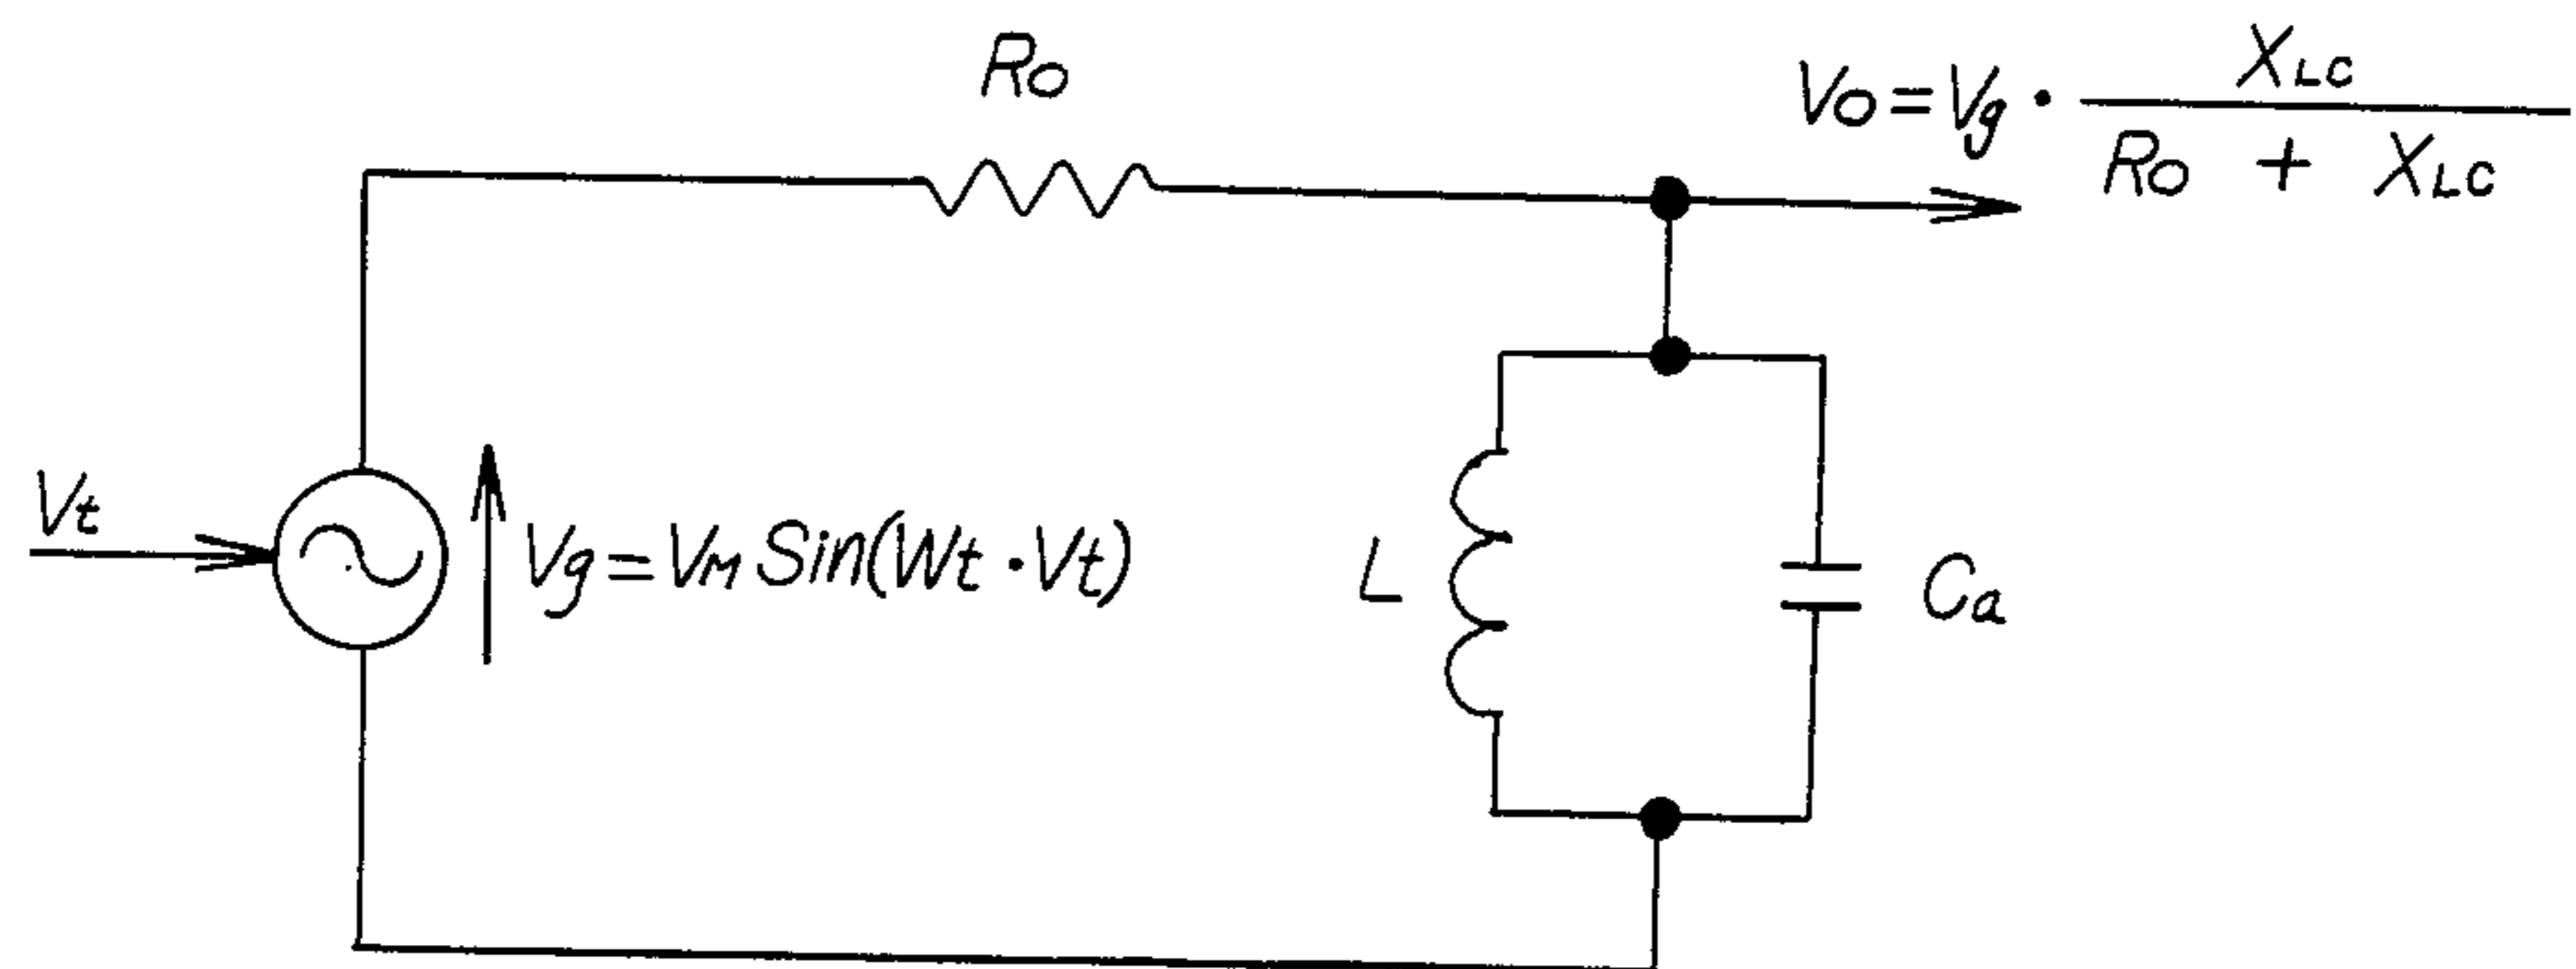 Ro
Vo = Vg · XLC / Ro + XLC
Vt
Vg = VM Sin(Wt · Vt)
L
Ca